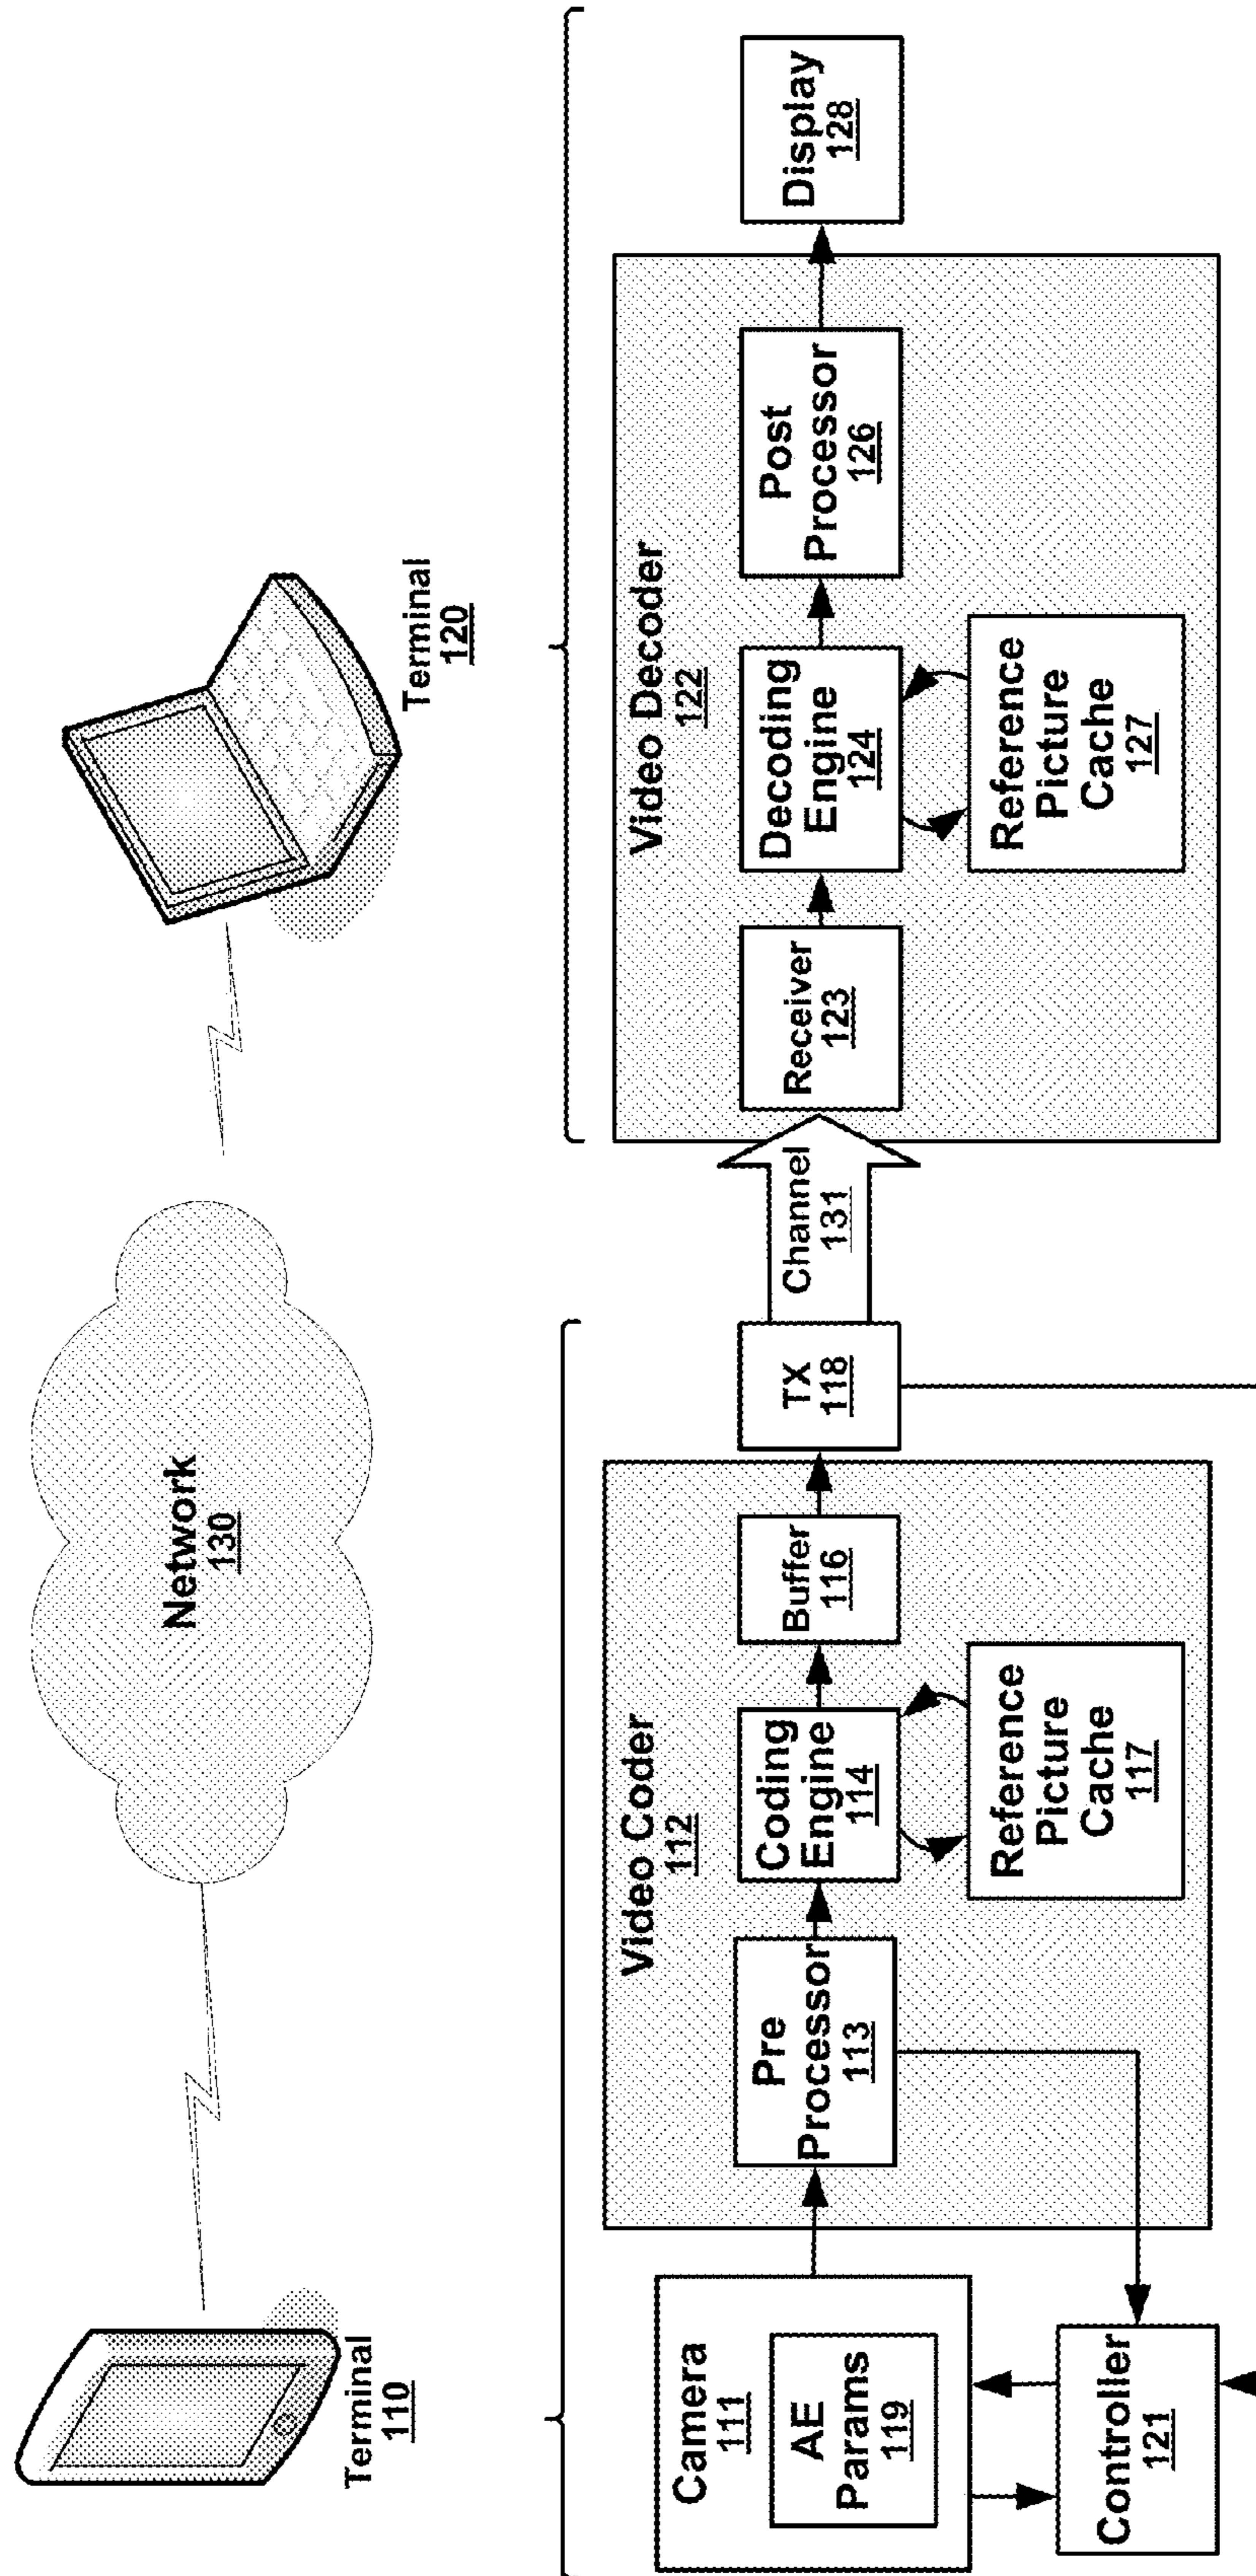 Terminal
110
Network
130
Terminal
120
Camera
111
AE
Params
119
Controller
121
Video Coder
112
Pre
Processor
113
Coding
Engine
114
Buffer
116
Reference
Picture
Cache
117
TX
118
Channel
131
Video Decoder
122
Receiver
123
Decoding
Engine
124
Post
Processor
126
Reference
Picture
Cache
127
Display
128